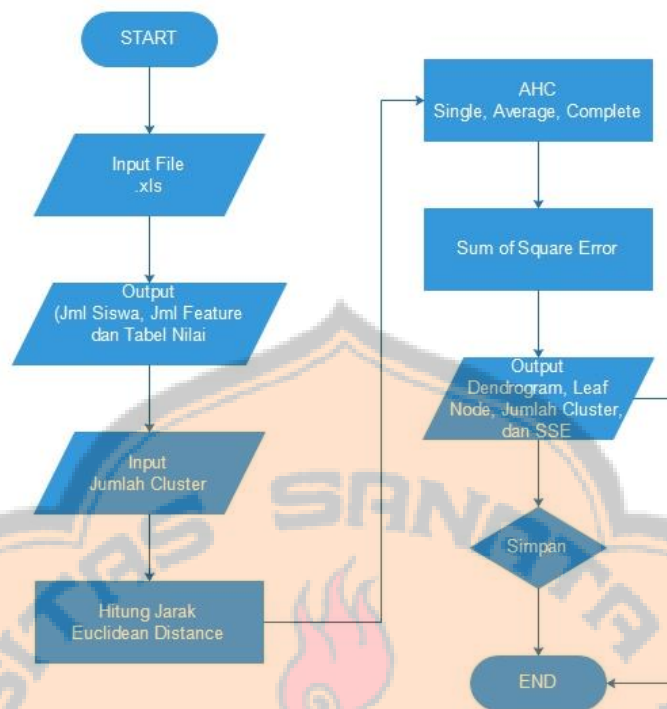 START
Input File
.xls
Output
(Jml Siswa, Jml Feature
dan Tabel Nilai
Input
Jumlah Cluster
Hitung Jarak
Euclidean Distance
AHC
Single, Average, Complete
Sum of Square Error
Output
Dendrogram, Leaf
Node, Jumlah Cluster,
dan SSE
Simpan
END